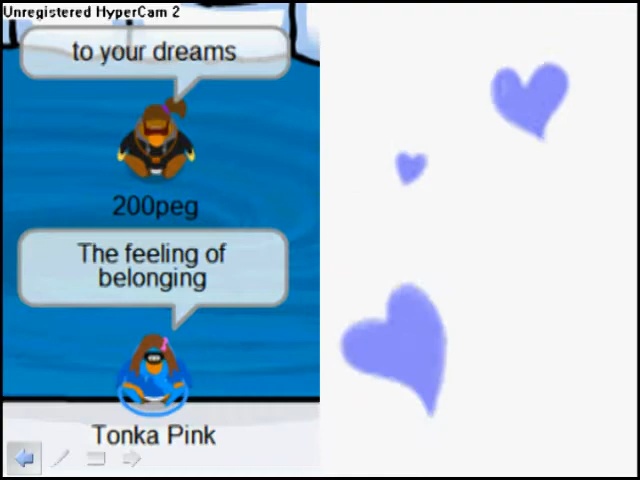 Unregistered HyperCam 2
to your dreams
200peg
The feeling of
belonging
Tonka Pink